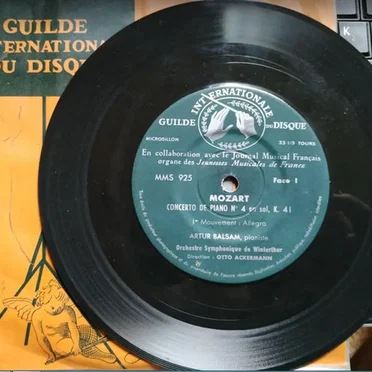 GUILDE
INTERNATIONALE
DU DISQUE
GUILDE INTERNATIONALE DU DISQUE
MICROSILLON
33 1/3 TOURS
En collaboration avec le Journal Musical Français
organe des Jeunesses Musicales de France
MMS 925
Face 1
MOZART
CONCERTO DE PIANO N° 4 en sol, K. 41
1er Mouvement : Allegro
ARTUR BALSAM, pianiste
Orchestre Symphonique de Winterthur
Direction : OTTO ACKERMANN
K